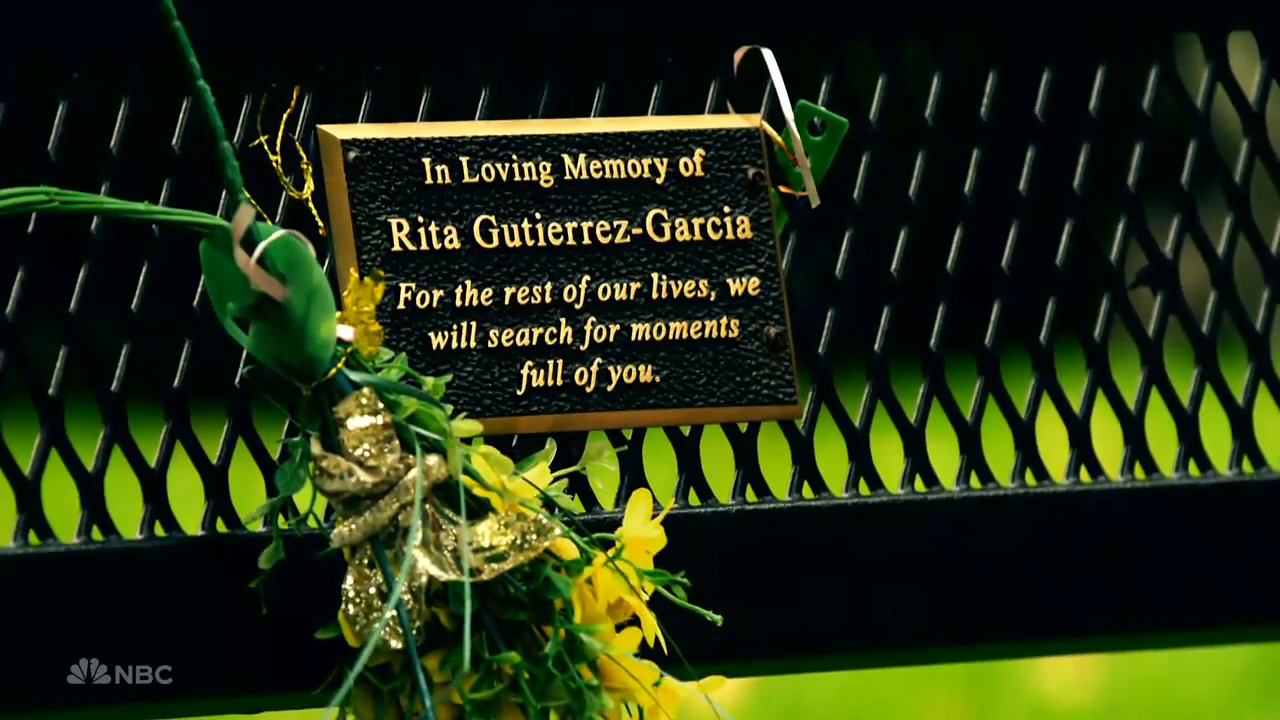 In Loving Memory of
Rita Gutierrez-Garcia
For the rest of our lives, we
will search for moments
full of you.
NBC